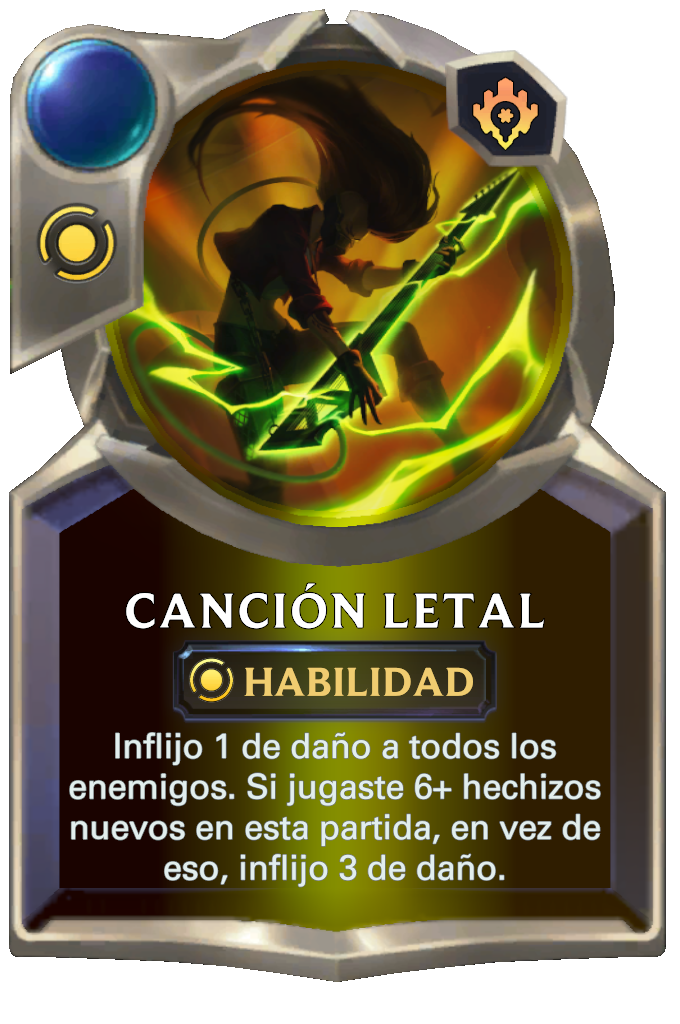 CANCIÓN LETAL
HABILIDAD
Inflijo 1 de daño a todos los
enemigos. Si jugaste 6+ hechizos
nuevos en esta partida, en vez de
eso, inflijo 3 de daño.